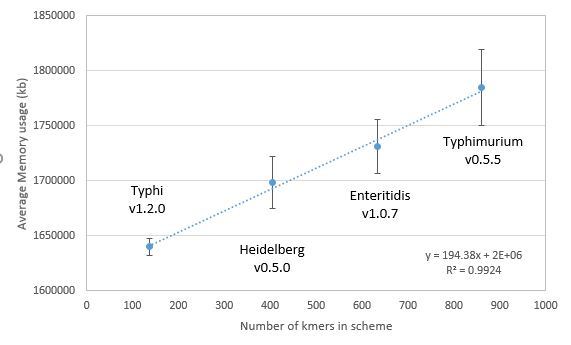 1850000
1800000
1750000
1700000
1650000
1600000
Average Memory usage (kb)
Typhi
v1.2.0
Heidelberg
v0.5.0
Enteritidis
v1.0.7
Typhimurium
v0.5.5
y = 194.38x + 2E+06
R² = 0.9924
0 100 200 300 400 500 600 700 800 900 1000
Number of kmers in scheme